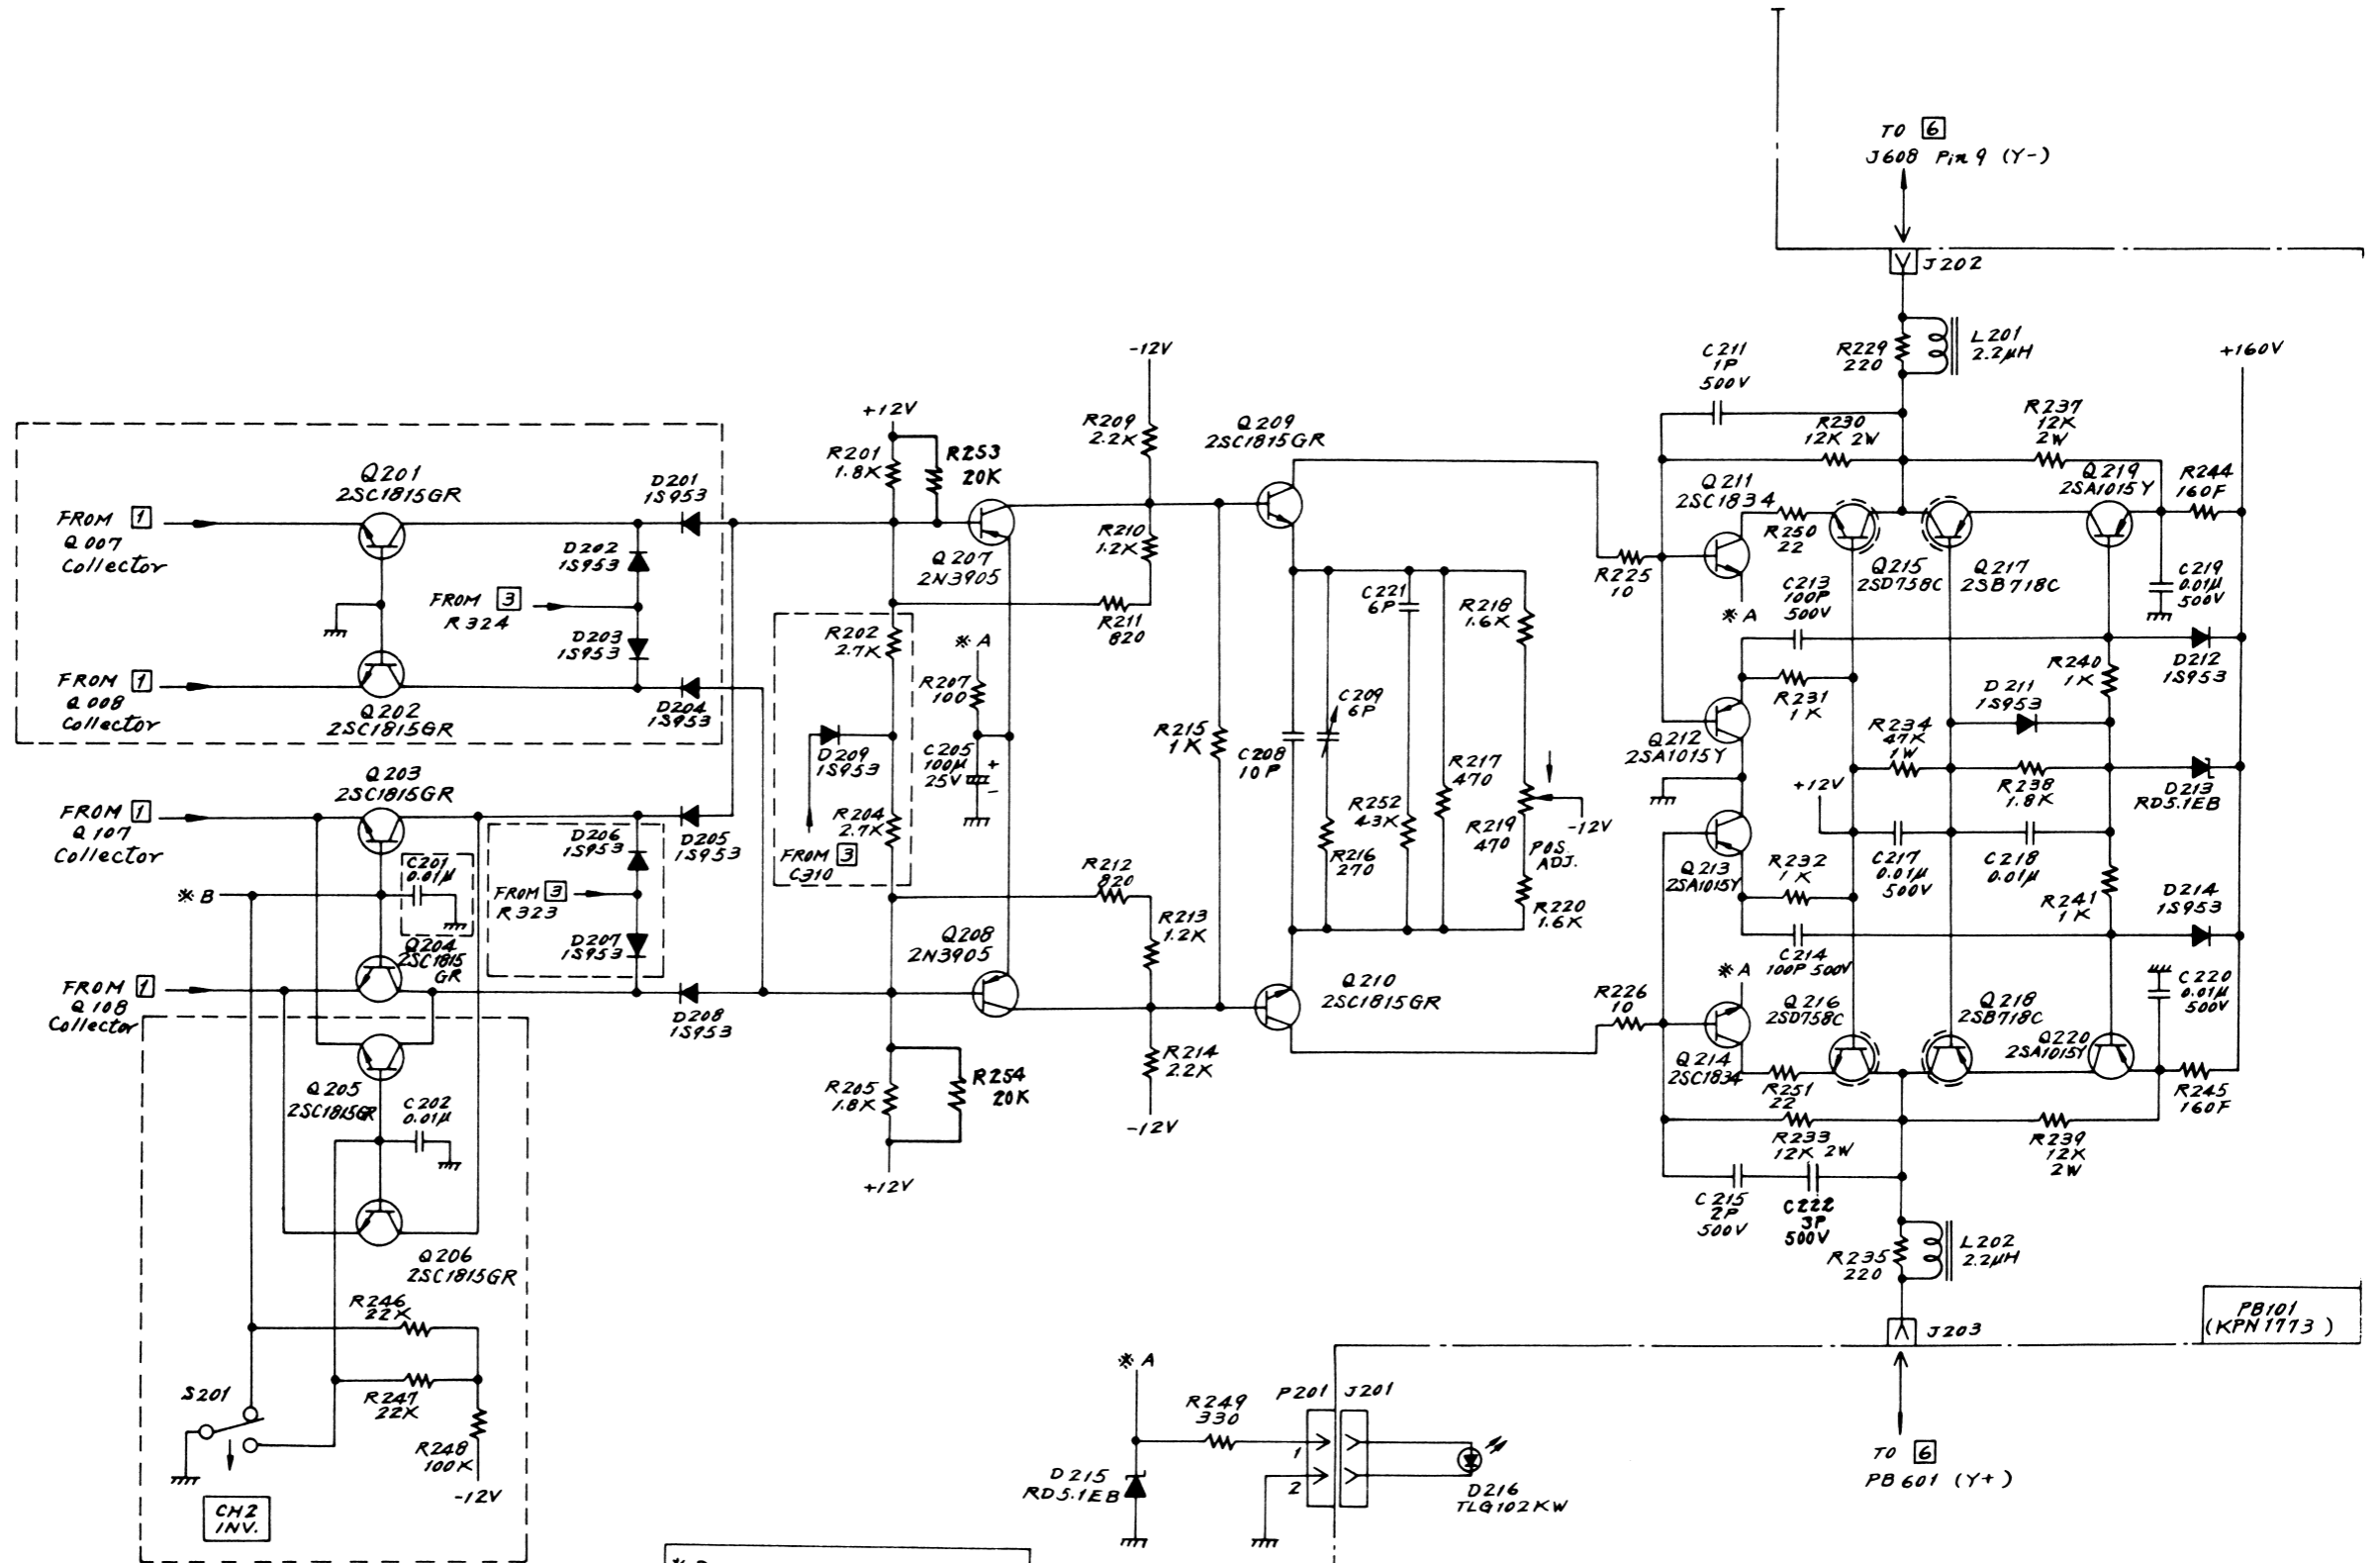 TO 6
J608 Pin 9 (Y-)
J202
R229
220
L201
2.2µH
+160V
C211
1P
500V
-12V
+12V
R209
2.2K
Q209
2SC1815GR
R230
12K 2W
R237
12K
2W
R201
1.8K
R253
20K
Q201
2SC1815GR
D201
1S953
Q211
2SC1834
Q219
2SA1015Y
R244
160F
FROM 1
Q007
Collector
D202
1S953
R210
1.2K
Q207
2N3905
R250
22
Q215
2SD758C
Q217
2SB718C
R225
10
C213
100P
500V
C219
0.01µ
500V
FROM 3
R324
C221
6P
R218
1.6K
※A
R211
820
D203
1S953
R202
2.7K
※A
R240
1K
D212
1S953
FROM 1
Q008
Collector
R207
100
C209
6P
R231
1K
D211
1S953
D204
1S953
Q202
2SC1815GR
R215
1K
C208
10P
Q212
2SA1015Y
R234
47K
1W
D209
1S953
C205
100µ
25V
+
-
R217
470
Q203
2SC1815GR
+12V
R238
1.8K
D213
RD5.1EB
FROM 1
Q107
Collector
D206
1S953
D205
1S953
R204
2.7K
R252
4.3K
R219
470
-12V
POS.
ADJ.
FROM 3
C310
R216
270
C201
0.01µ
R212
820
Q213
2SA1015Y
R232
1K
C217
0.01µ
500V
C218
0.01µ
※B
FROM 3
R323
R220
1.6K
R241
1K
D214
1S953
R213
1.2K
Q204
2SC1815
GR
D207
1S953
Q208
2N3905
C214
100P 500V
※A
C220
0.01µ
500V
FROM 1
Q108
Collector
D208
1S953
Q210
2SC1815GR
R226
10
Q216
2SD758C
Q218
2SB718C
Q220
2SA1015Y
Q214
2SC1834
R214
2.2K
R205
1.8K
R254
20K
Q205
2SC1815GR
C202
0.01µ
R251
22
R245
160F
-12V
R233
12K 2W
R239
12K
2W
+12V
C215
2P
500V
C222
3P
500V
Q206
2SC1815GR
R235
220
L202
2.2µH
R246
22K
PB101
(KPN1773)
J203
※A
S201
R247
22K
R249
330
P201
J201
R248
100K
1
2
TO 6
PB601 (Y+)
D215
RD5.1EB
D216
TLG102KW
-12V
CH2
INV.